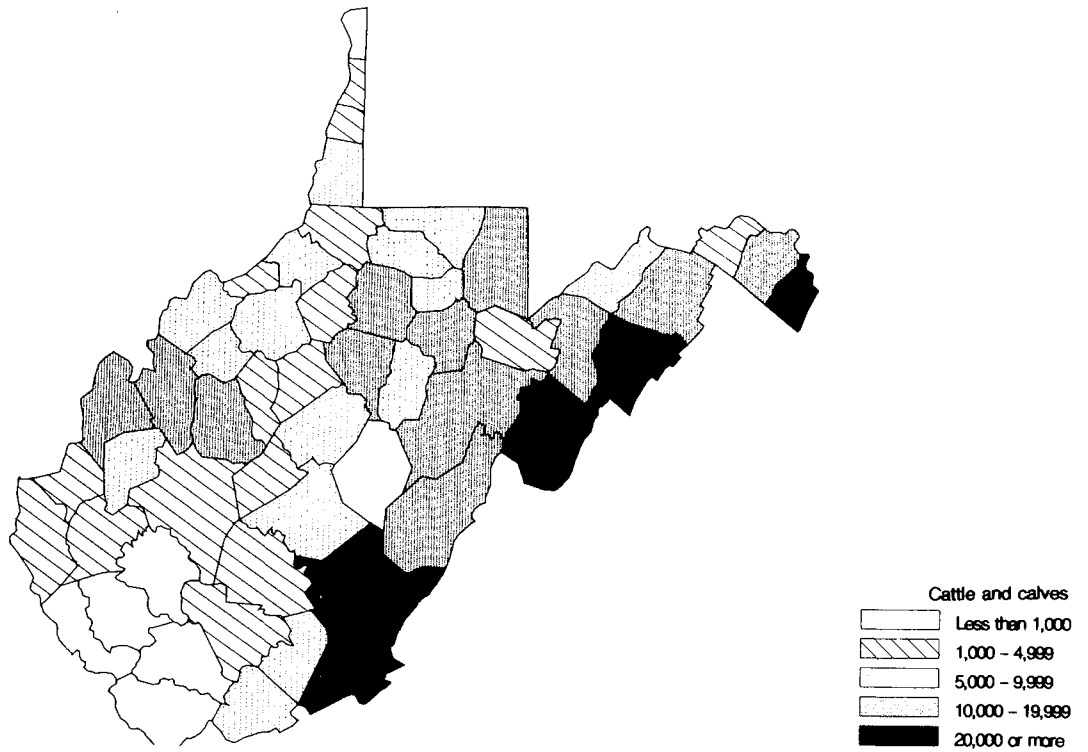 Cattle and calves
Less than 1,000
1,000 - 4,999
5,000 - 9,999
10,000 - 19,999
20,000 or more